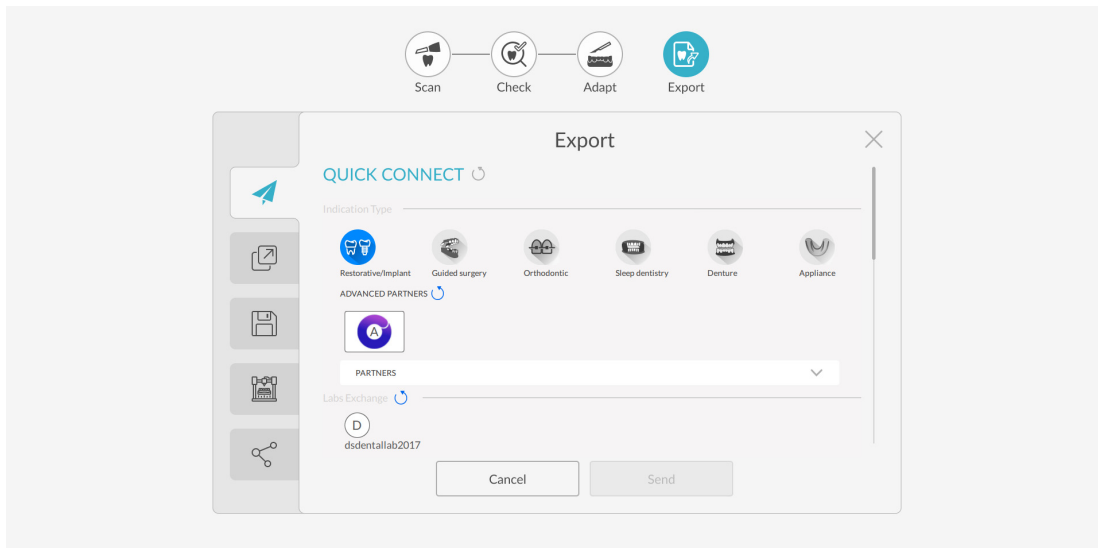 Scan Check Adapt Export
Export
QUICK CONNECT
Indication Type
Restorative/Implant Guided surgery Orthodontic Sleep dentistry Denture Appliance
ADVANCED PARTNERS
A
PARTNERS
Labs Exchange
D
dsdentallab2017
Cancel Send